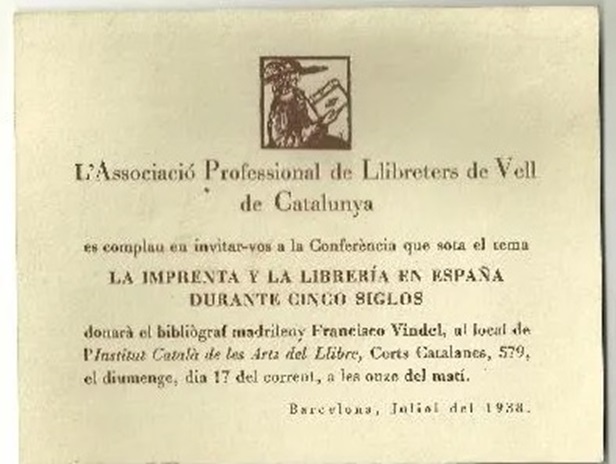 L'Associació Professional de Llibreters de Vell
de Catalunya
es complau en invitar-vos a la Conferència que sota el tema
LA IMPRENTA Y LA LIBRERÍA EN ESPAÑA
DURANTE CINCO SIGLOS
donarà el bibliògraf madrileny Francisco Vindel, al local de
l'Institut Català de les Arts del Llibre, Corts Catalanes, 579,
el diumenge, dia 17 del corrent, a les onze del matí.
Barcelona, Juliol del 1938.